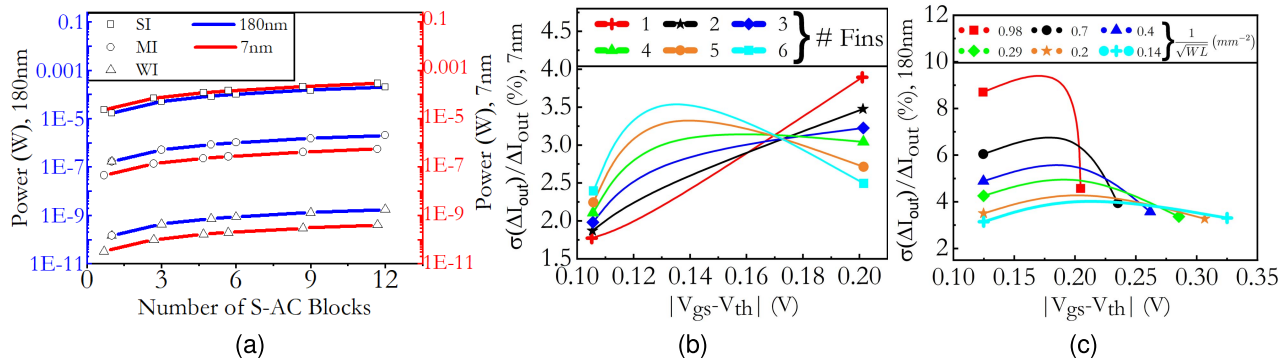 0.1
0.001
1E-5
1E-7
1E-9
1E-11
Power (W), 180nm
SI
MI
WI
180nm
7nm
0.1
0.001
1E-5
1E-7
1E-9
1E-11
Power (W), 7nm
0 3 6 9 12
Number of S-AC Blocks
(a)
1 2 3
4 5 6
} # Fins
4.0
3.5
3.0
2.5
2.0
1.5
σ(ΔI_out)/ΔI_out (%), 7nm
0.10 0.12 0.14 0.16 0.18 0.20
|V_gs-V_th| (V)
(b)
0.98 0.7 0.4
0.29 0.2 0.14
} 1/√WL (mm⁻²)
12
10
8
6
4
2
σ(ΔI_out)/ΔI_out (%), 180nm
0.10 0.15 0.20 0.25 0.30 0.35
|V_gs-V_th| (V)
(c)